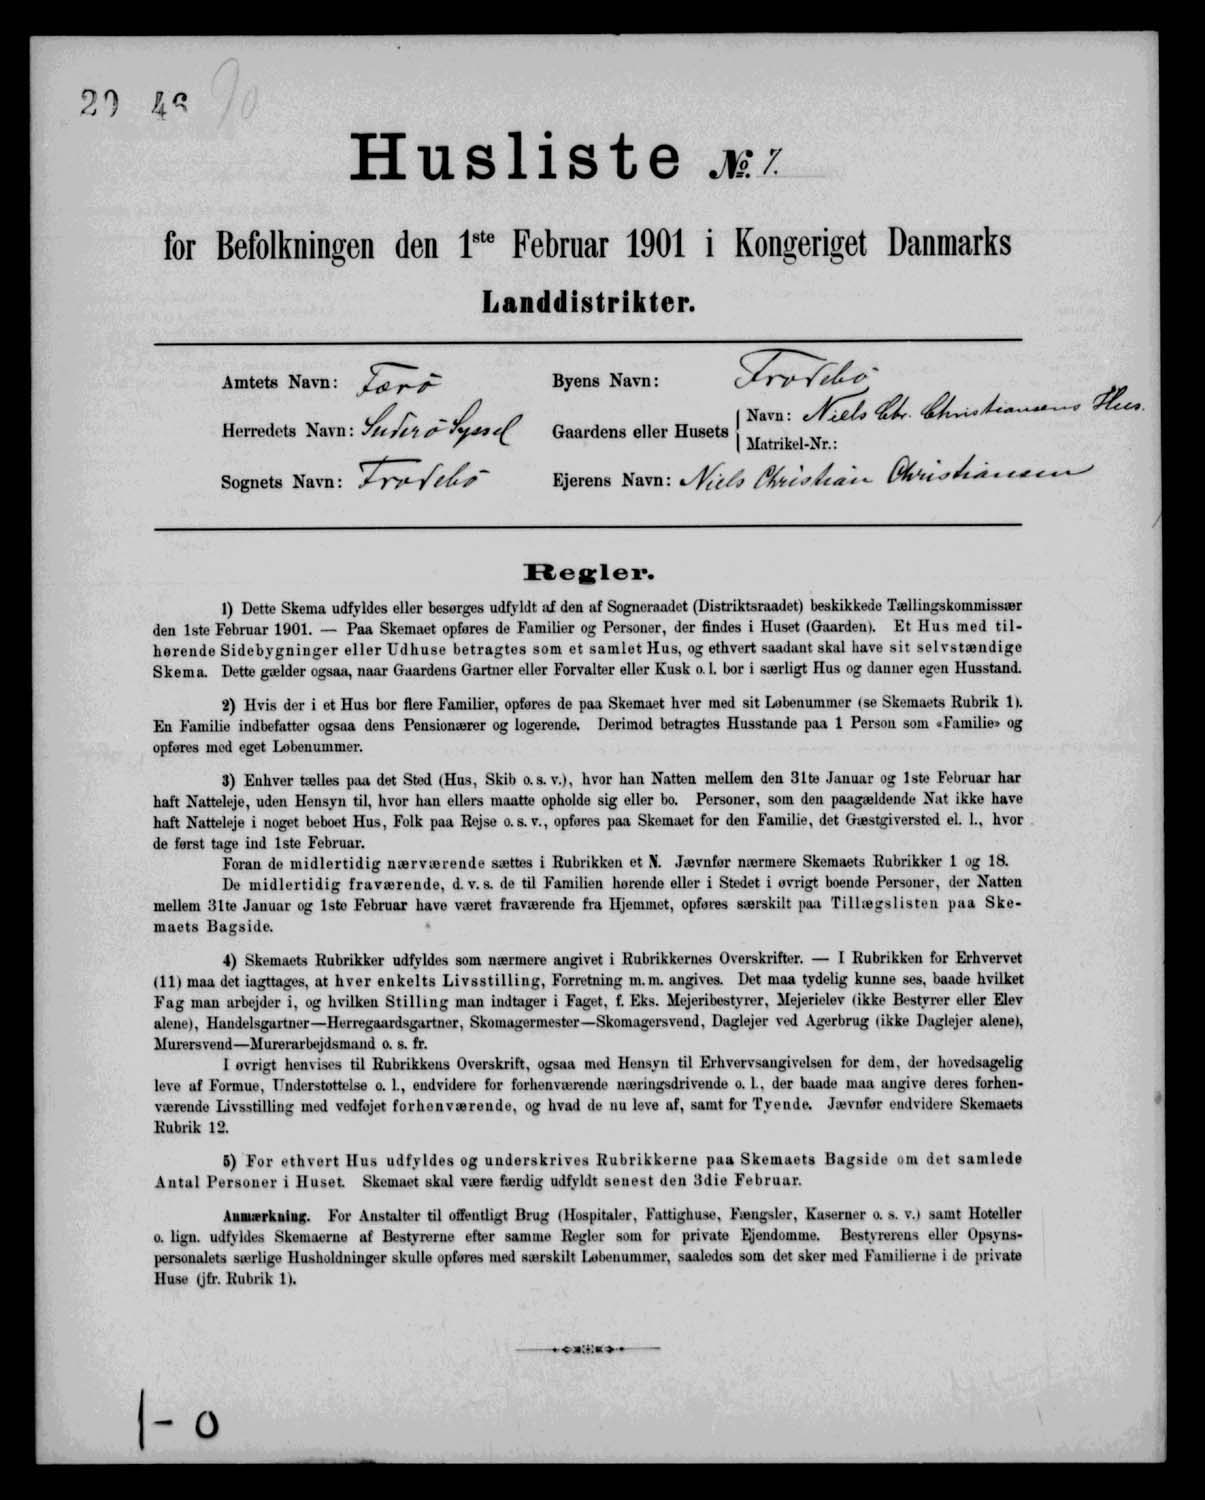 29 46 70
Husliste № 7.
for Befolkningen den 1ste Februar 1901 i Kongeriget Danmarks
Landdistrikter.
Amtets Navn: Færö
Byens Navn: Frodebö
Herredets Navn: Suderö Syssel
Gaardens eller Husets
Navn: Niels Chr. Christiansens Hus.
Matrikel-Nr.:
Sognets Navn: Frodebö
Ejerens Navn: Niels Christian Christiansen
Regler.
1) Dette Skema udfyldes eller besørges udfyldt af den af Sogneraadet (Distriktsraadet) beskikkede Tællingskommissær
den 1ste Februar 1901. — Paa Skemaet opføres de Familier og Personer, der findes i Huset (Gaarden). Et Hus med til-
hørende Sidebygninger eller Udhuse betragtes som et samlet Hus, og ethvert saadant skal have sit selvstændige
Skema. Dette gælder ogsaa, naar Gaardens Gartner eller Forvalter eller Kusk o. l. bor i særligt Hus og danner egen Husstand.
2) Hvis der i et Hus bor flere Familier, opføres de paa Skemaet hver med sit Løbenummer (se Skemaets Rubrik 1).
En Familie indbefatter ogsaa dens Pensionærer og logerende. Derimod betragtes Husstande paa 1 Person som «Familie» og
opføres med eget Løbenummer.
3) Enhver tælles paa det Sted (Hus, Skib o. s. v.), hvor han Natten mellem den 31te Januar og 1ste Februar har
haft Natteleje, uden Hensyn til, hvor han ellers maatte opholde sig eller bo. Personer, som den paagældende Nat ikke have
haft Natteleje i noget beboet Hus, Folk paa Rejse o. s. v., opføres paa Skemaet for den Familie, det Gæstgiversted el. l., hvor
de først tage ind 1ste Februar.
Foran de midlertidig nærværende sættes i Rubrikken et N. Jævnfør nærmere Skemaets Rubrikker 1 og 18.
De midlertidig fraværende, d. v. s. de til Familien hørende eller i Stedet i øvrigt boende Personer, der Natten
mellem 31te Januar og 1ste Februar have været fraværende fra Hjemmet, opføres særskilt paa Tillægslisten paa Ske-
maets Bagside.
4) Skemaets Rubrikker udfyldes som nærmere angivet i Rubrikkernes Overskrifter. — I Rubrikken for Erhvervet
(11) maa det iagttages, at hver enkelts Livsstilling, Forretning m. m. angives. Det maa tydelig kunne ses, baade hvilket
Fag man arbejder i, og hvilken Stilling man indtager i Faget, f. Eks. Mejeribestyrer, Mejerielev (ikke Bestyrer eller Elev
alene), Handelsgartner—Herregaardsgartner, Skomagermester—Skomagersvend, Daglejer ved Agerbrug (ikke Daglejer alene),
Murersvend—Murerarbejdsmand o. s. fr.
I øvrigt henvises til Rubrikkens Overskrift, ogsaa med Hensyn til Erhvervsangivelsen for dem, der hovedsagelig
leve af Formue, Understøttelse o. l., endvidere for forhenværende næringsdrivende o. l., der baade maa angive deres forhen-
værende Livsstilling med vedføjet forhenværende, og hvad de nu leve af, samt for Tyende. Jævnfør endvidere Skemaets
Rubrik 12.
5) For ethvert Hus udfyldes og underskrives Rubrikkerne paa Skemaets Bagside om det samlede
Antal Personer i Huset. Skemaet skal være færdig udfyldt senest den 3die Februar.
Anmærkning. For Anstalter til offentligt Brug (Hospitaler, Fattighuse, Fængsler, Kaserner o. s. v.) samt Hoteller
o. lign. udfyldes Skemaerne af Bestyrerne efter samme Regler som for private Ejendomme. Bestyrerens eller Opsyns-
personalets særlige Husholdninger skulle opføres med særskilt Løbenummer, saaledes som det sker med Familierne i de private
Huse (jfr. Rubrik 1).
1 - 0